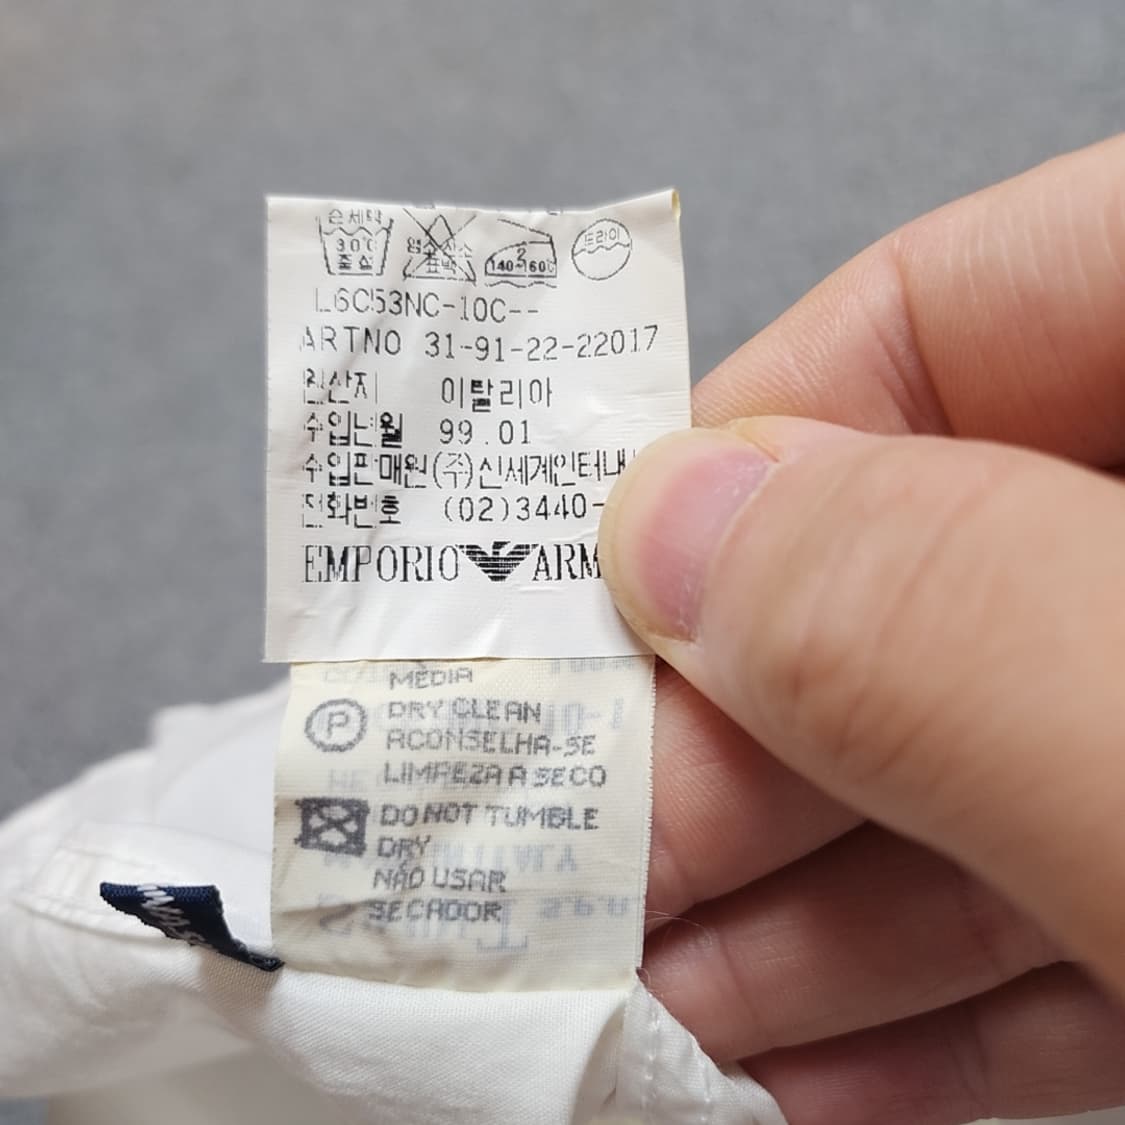 손세탁
30℃
중성
염소 산소
표백
2
140~160℃
드라이
L6C53NC-10C--
ARTNO 31-91-22-22017
원산지 이탈리아
수입년월 99.01
수입판매원(주)신세계인터내
전화번호 (02)3440-
EMPORIO ARM
MÉDIA
P
DRY CLEAN
ACONSELHA-SE
LIMPEZA A SECO
DO NOT TUMBLE
DRY
NÃO USAR
SECADOR